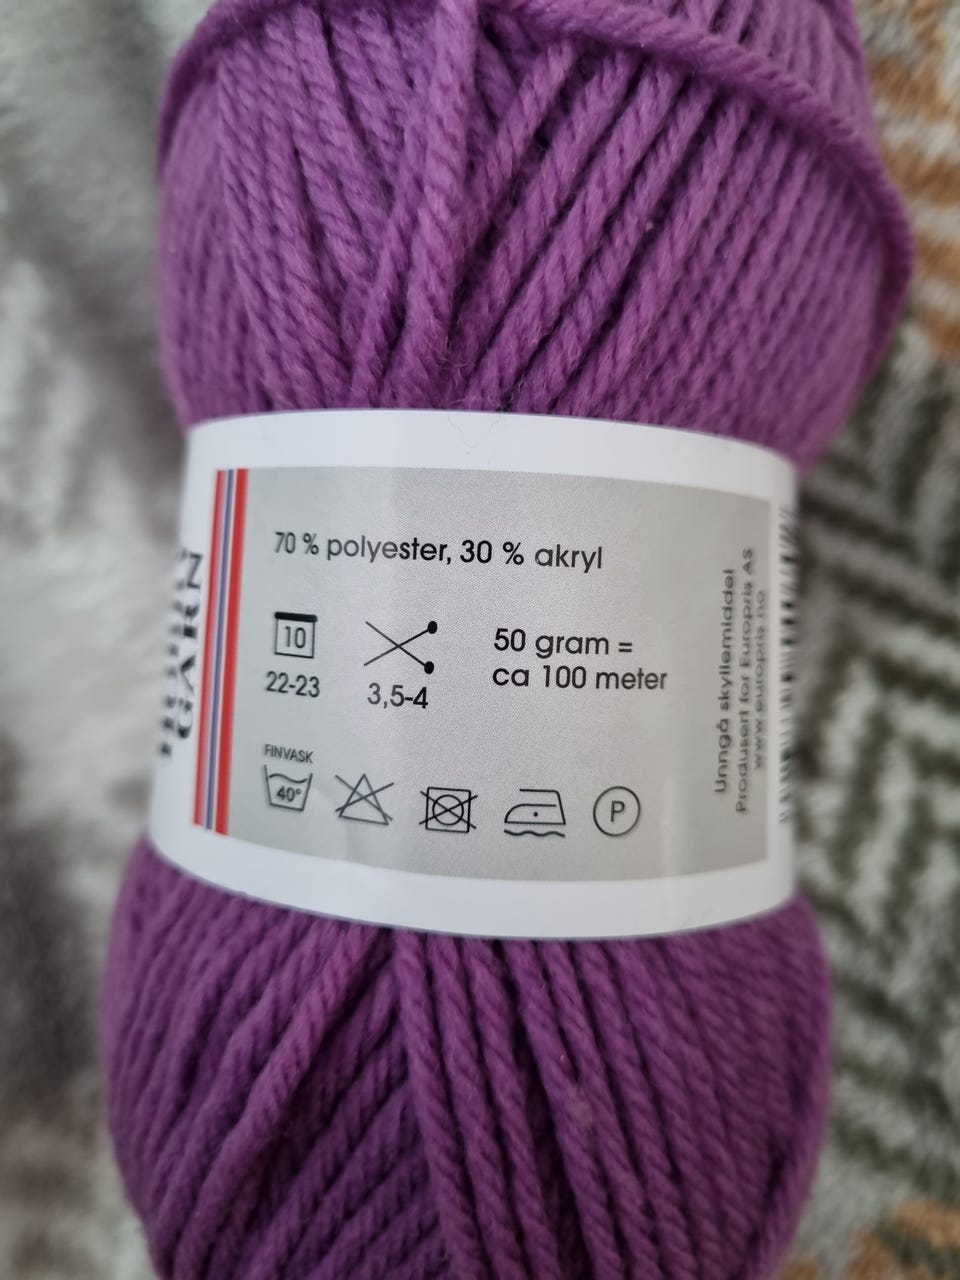 GARN
70 % polyester, 30 % akryl
10
22-23
3,5-4
50 gram =
ca 100 meter
FINVASK
40°
P
Unngå skyllemiddel
Produsert for Europris AS
www.europris.no